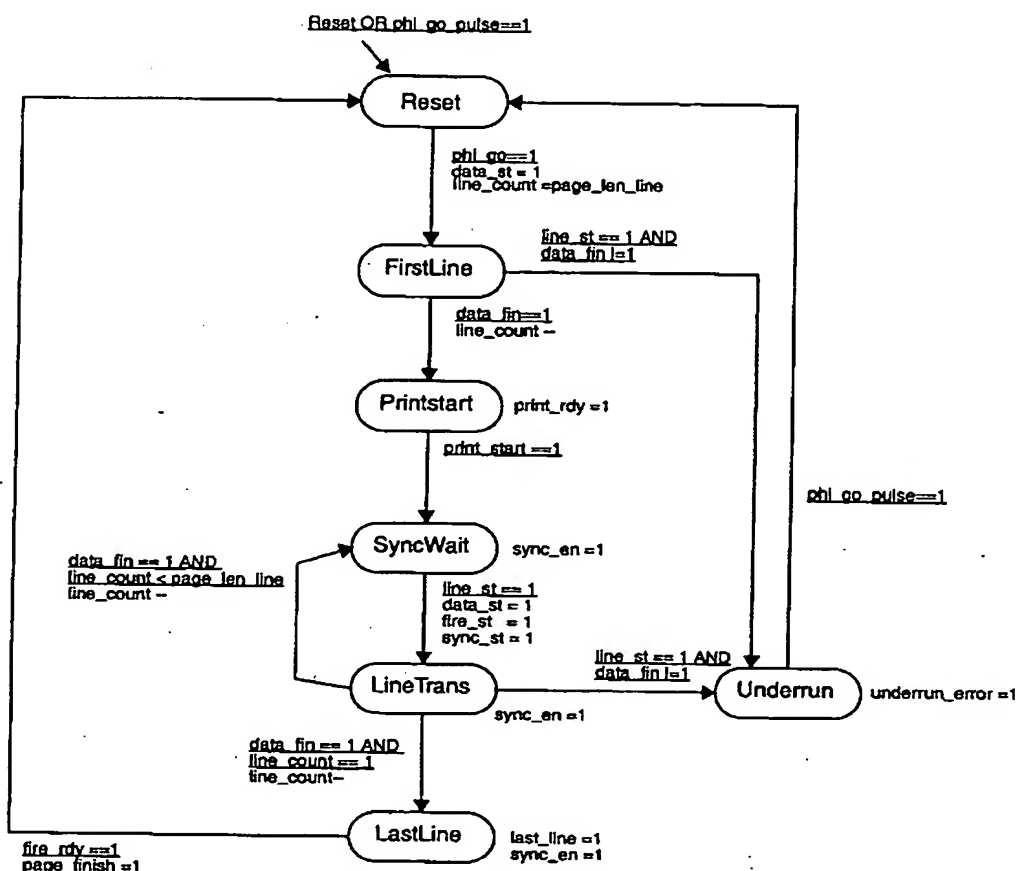 Reset OR phi_go_pulse==1
Reset
phi_go==1
data_st = 1
line_count =page_len_line
line_st == 1 AND
data_fin !=1
FirstLine
data_fin==1
line_count --
Printstart
print_rdy =1
print_start ==1
phi_go_pulse==1
SyncWait
sync_en =1
data_fin == 1 AND
line_count < page_len_line
line_count --
line_st == 1
data_st = 1
fire_st = 1
sync_st = 1
line_st == 1 AND
data_fin !=1
LineTrans
sync_en =1
Underrun
underrun_error =1
data_fin == 1 AND
line_count == 1
line_count--
LastLine
last_line =1
sync_en =1
fire_rdy ==1
page_finish =1